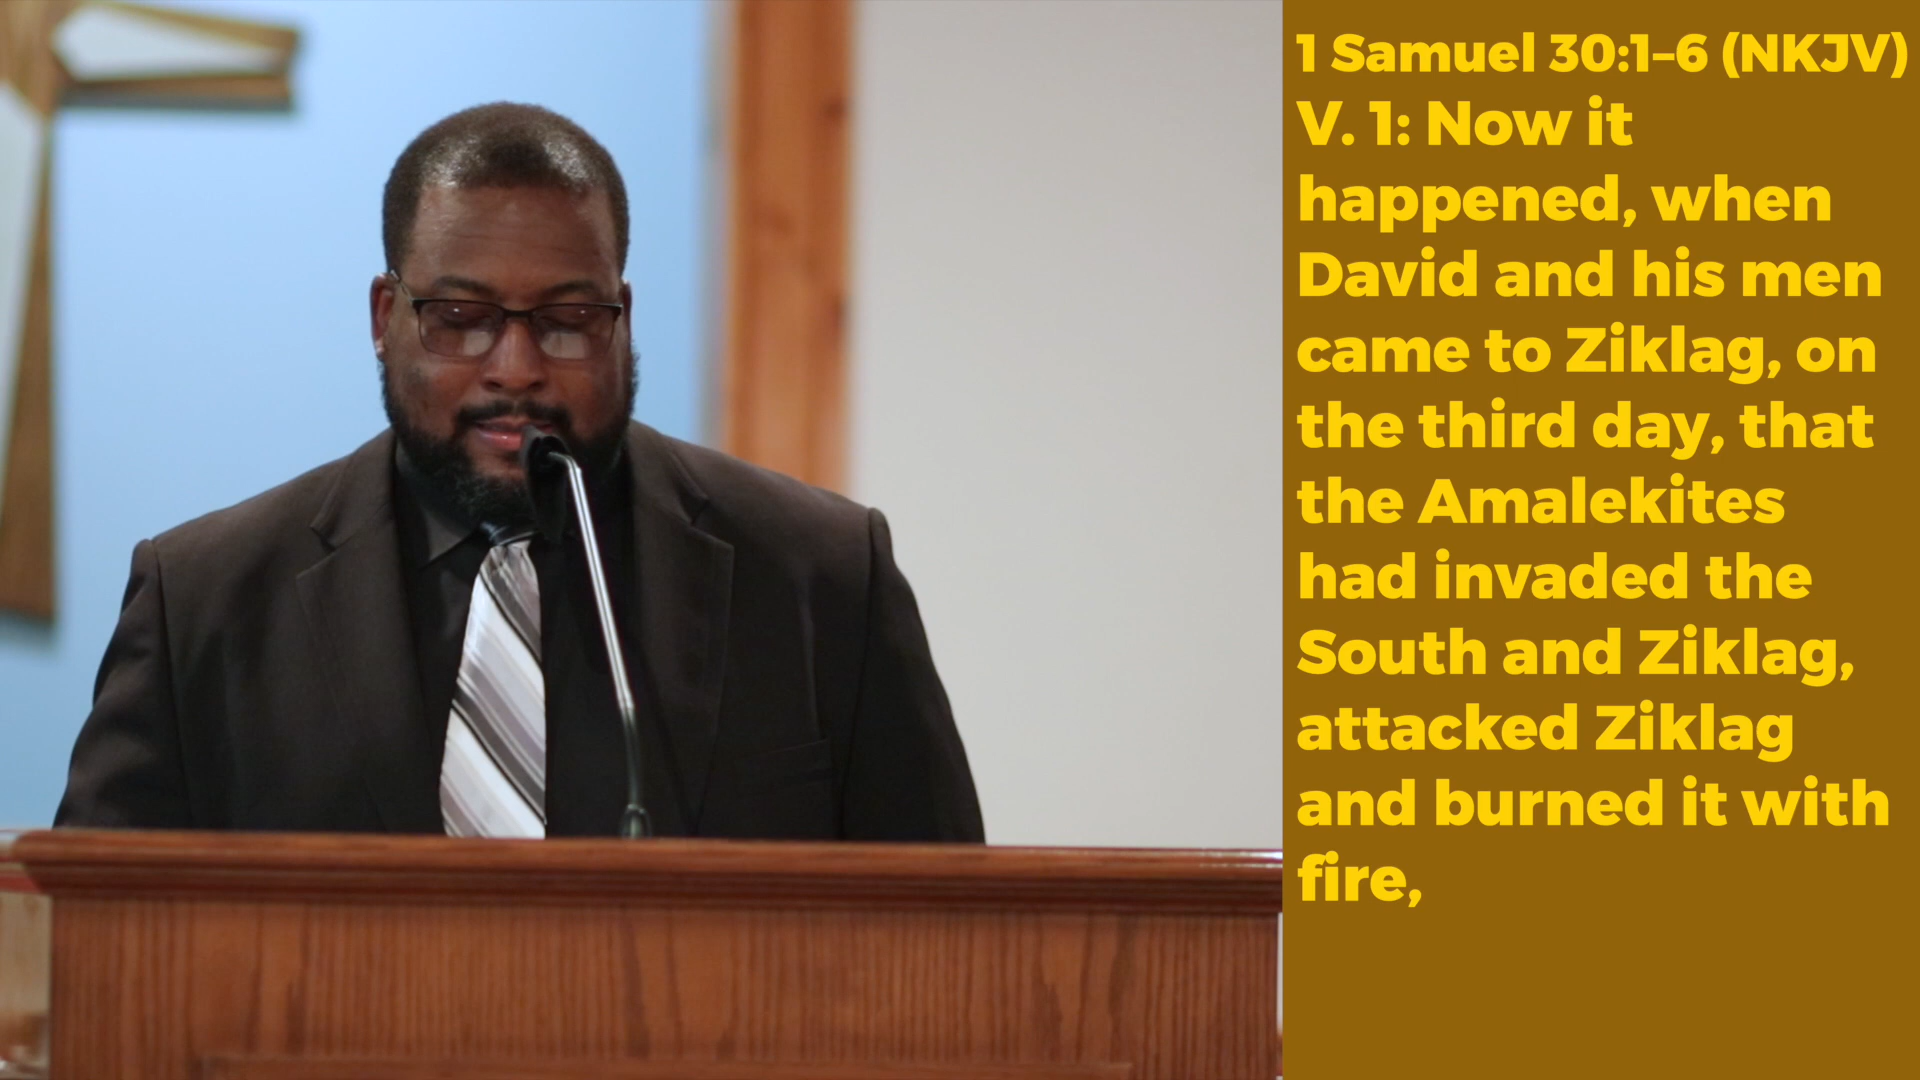 1 Samuel 30:1–6 (NKJV)
V. 1: Now it
happened, when
David and his men
came to Ziklag, on
the third day, that
the Amalekites
had invaded the
South and Ziklag,
attacked Ziklag
and burned it with
fire,